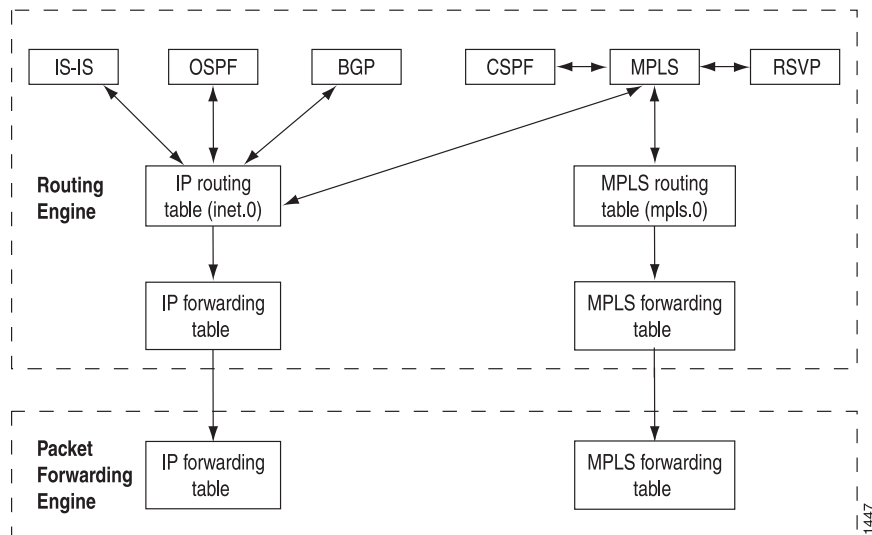 IS-IS
OSPF
BGP
CSPF
MPLS
RSVP
Routing
Engine
IP routing
table (inet.0)
MPLS routing
table (mpls.0)
IP forwarding
table
MPLS forwarding
table
Packet
Forwarding
Engine
IP forwarding
table
MPLS forwarding
table
1447